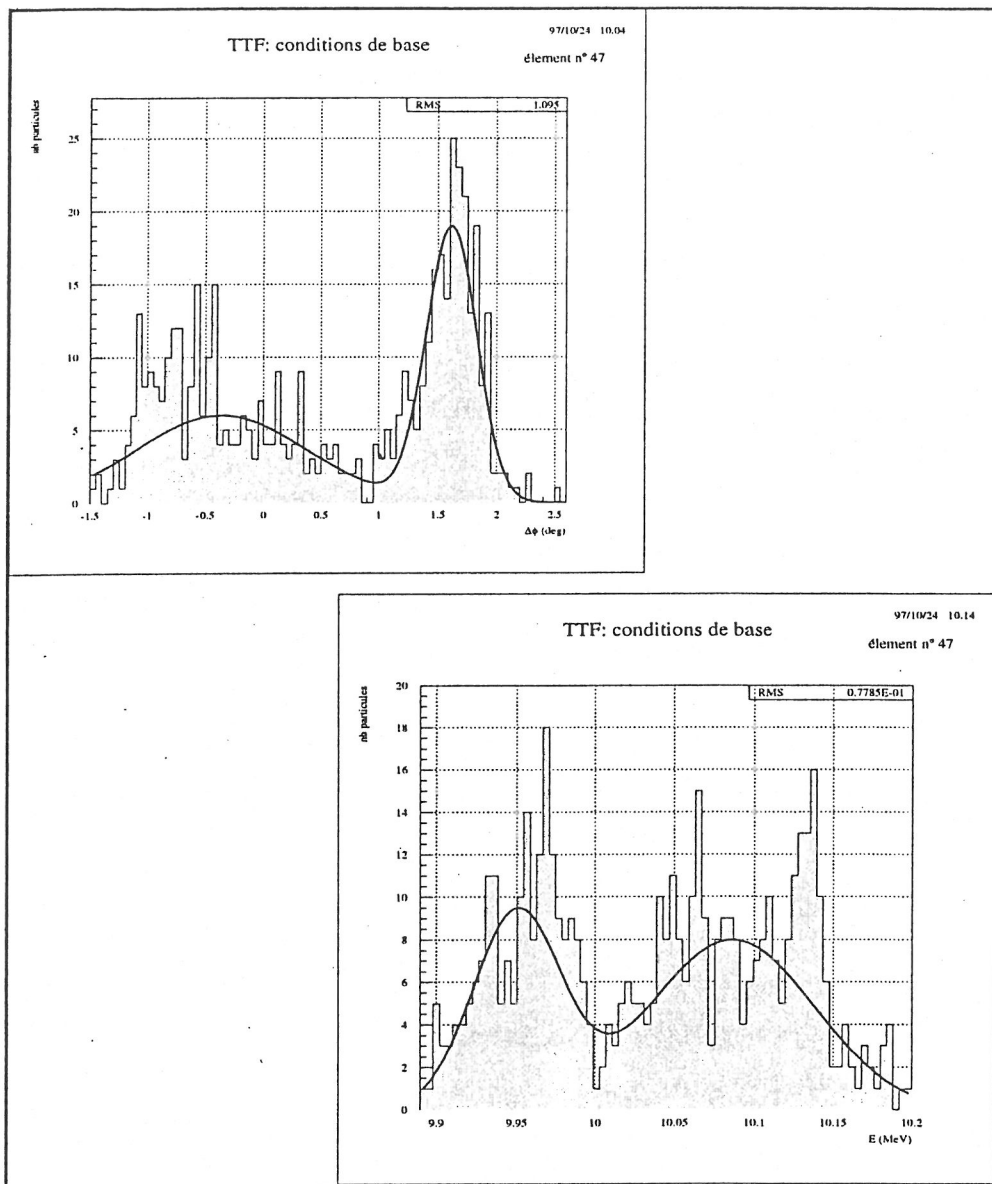 97/10/24 10.04
TTF: conditions de base
élement n° 47
nb particules
RMS 1.095
25
20
15
10
5
0
-1.5 -1 -0.5 0 0.5 1 1.5 2 2.5
Δϕ (deg)
97/10/24 10.14
TTF: conditions de base
élement n° 47
nb particules
RMS 0.7785E-01
20
18
16
14
12
10
8
6
4
2
0
9.9 9.95 10 10.05 10.1 10.15 10.2
E (MeV)